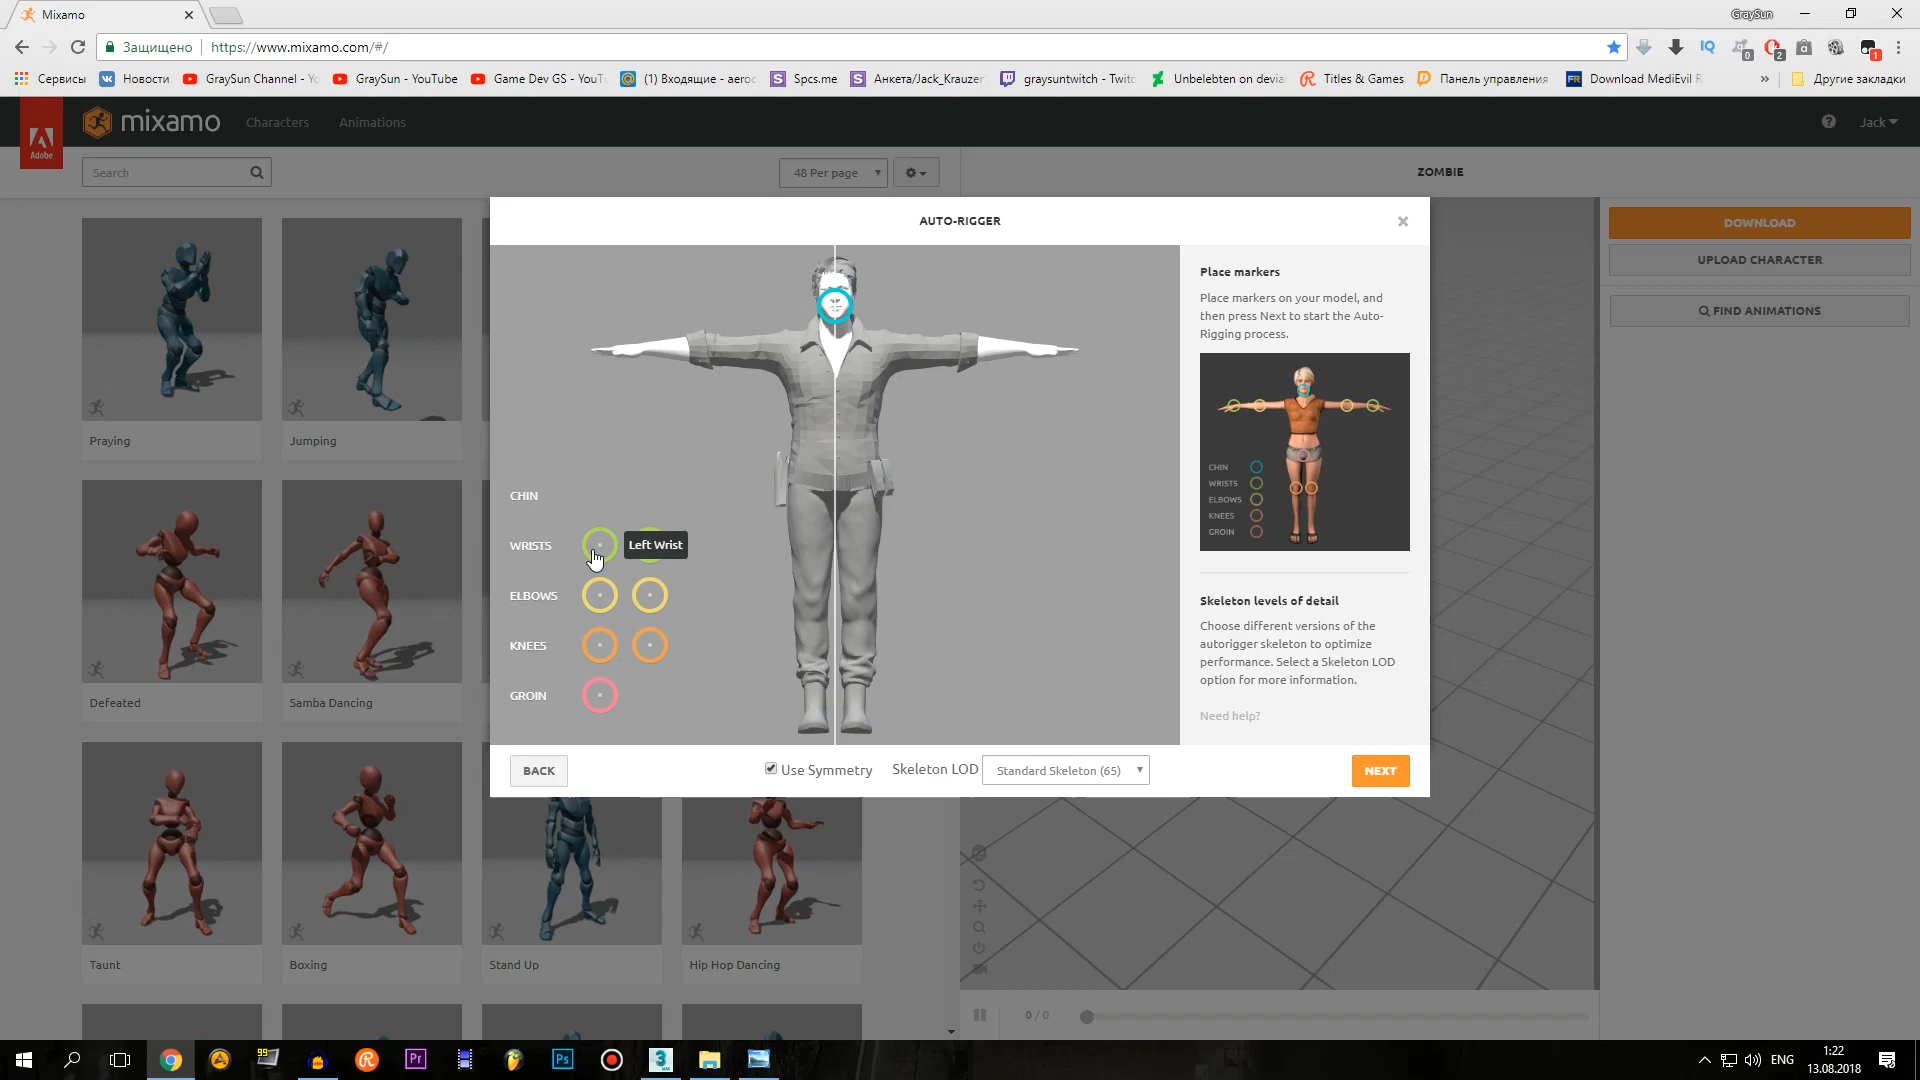 Mixamo
GraySun
Защищено
https://www.mixamo.com/#/
Сервисы
Новости
GraySun Channel - Yo
GraySun - YouTube
Game Dev GS - YouTu
(1) Входящие - aeroc
Spcs.me
Анкета/Jack_Krauzer
graysuntwitch - Twitc
Unbelebten on devia
Titles & Games
Панель управления
Download MediEvil R
»
Другие закладки
Adobe
mixamo
Characters
Animations
Jack
Search
48 Per page
ZOMBIE
DOWNLOAD
UPLOAD CHARACTER
FIND ANIMATIONS
AUTO-RIGGER
Place markers
Place markers on your model, and
then press Next to start the Auto-
Rigging process.
CHIN
WRISTS
ELBOWS
KNEES
GROIN
CHIN
WRISTS
Left Wrist
ELBOWS
KNEES
GROIN
Skeleton levels of detail
Choose different versions of the
autorigger skeleton to optimize
performance. Select a Skeleton LOD
option for more information.
Need help?
BACK
Use Symmetry
Skeleton LOD
Standard Skeleton (65)
NEXT
Praying
Jumping
Defeated
Samba Dancing
Taunt
Boxing
Stand Up
Hip Hop Dancing
0 / 0
ENG
1:22
13.08.2018